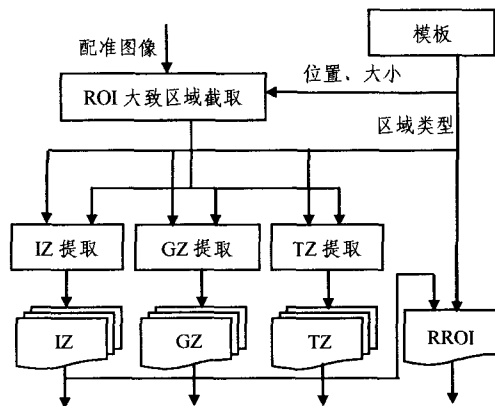 配准图像
模板
位置、大小
ROI 大致区域截取
区域类型
IZ 提取
GZ 提取
TZ 提取
IZ
GZ
TZ
RROI